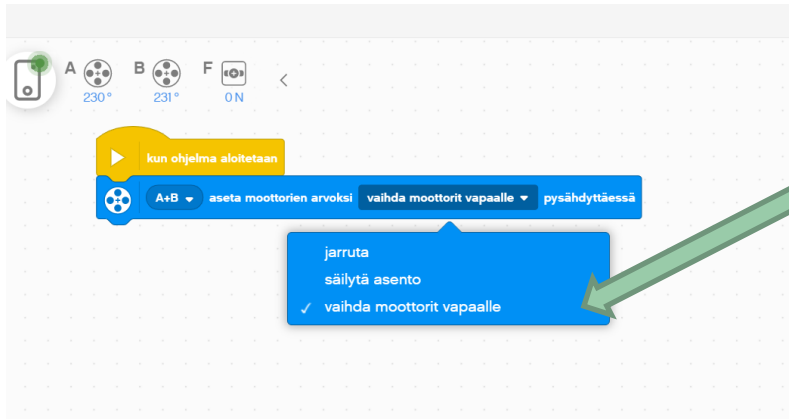 A B F
230° 231° 0 N
kun ohjelma aloitetaan
A+B aseta moottorien arvoksi vaihda moottorit vapaalle pysähdyttäessä
jarruta
säilytä asento
vaihda moottorit vapaalle